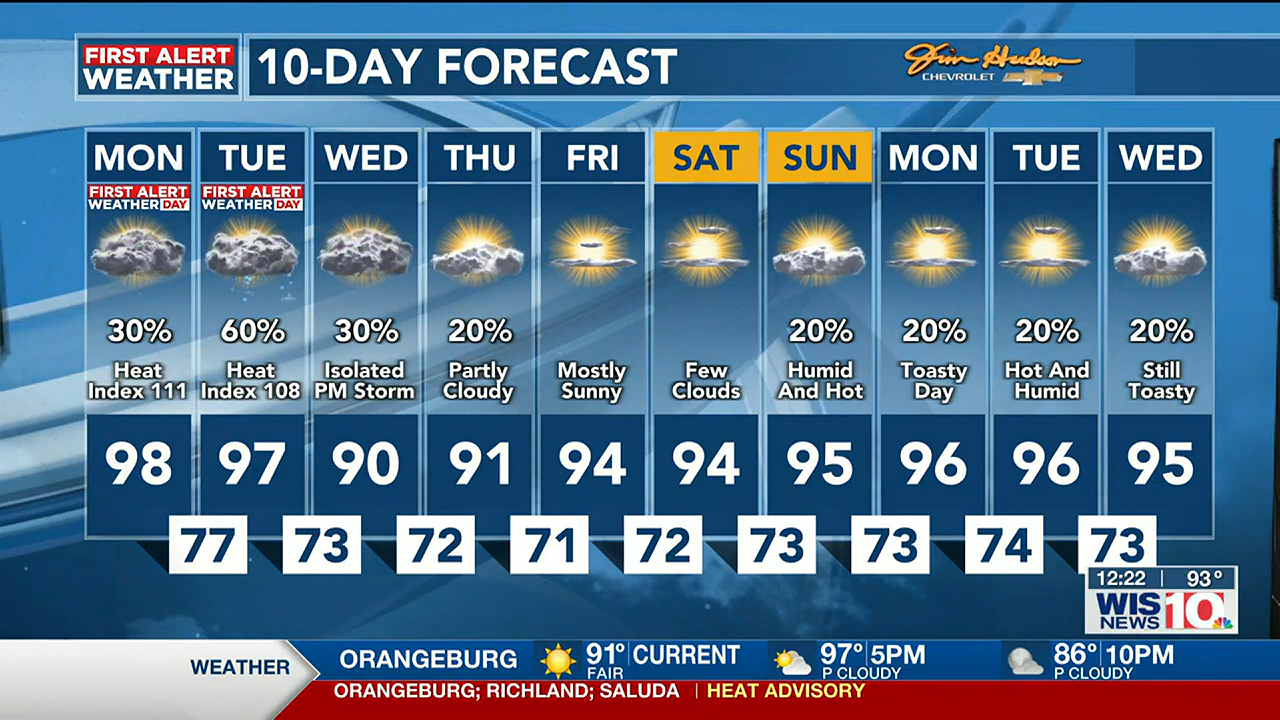 FIRST ALERT
WEATHER
10-DAY FORECAST
Jim Hudson
CHEVROLET
MON TUE WED THU FRI SAT SUN MON TUE WED
FIRST ALERT FIRST ALERT
WEATHER DAY WEATHER DAY
30% 60% 30% 20% 20% 20% 20% 20%
Heat Heat Isolated Partly Mostly Few Humid Toasty Hot And Still
Index 111 Index 108 PM Storm Cloudy Sunny Clouds And Hot Day Humid Toasty
98 97 90 91 94 94 95 96 96 95
77 73 72 71 72 73 73 74 73
12:22 | 93°
WIS 10
NEWS
WEATHER ORANGEBURG 91° CURRENT 97° 5PM 86° 10PM
FAIR P CLOUDY P CLOUDY
ORANGEBURG; RICHLAND; SALUDA | HEAT ADVISORY